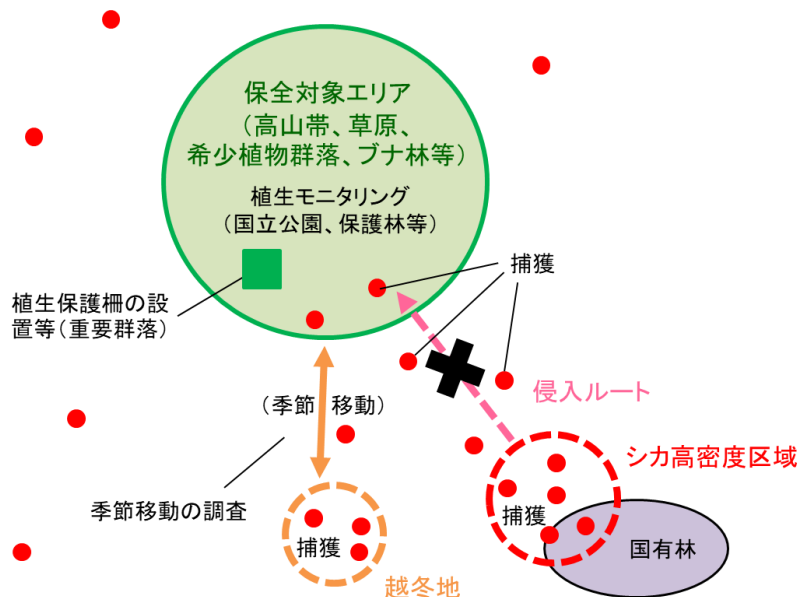 保全対象エリア
（高山帯、草原、
希少植物群落、ブナ林等）
植生モニタリング
（国立公園、保護林等）
捕獲
植生保護柵の設
置等（重要群落）
侵入ルート
（季節 移動）
シカ高密度区域
季節移動の調査
捕獲
捕獲
国有林
越冬地